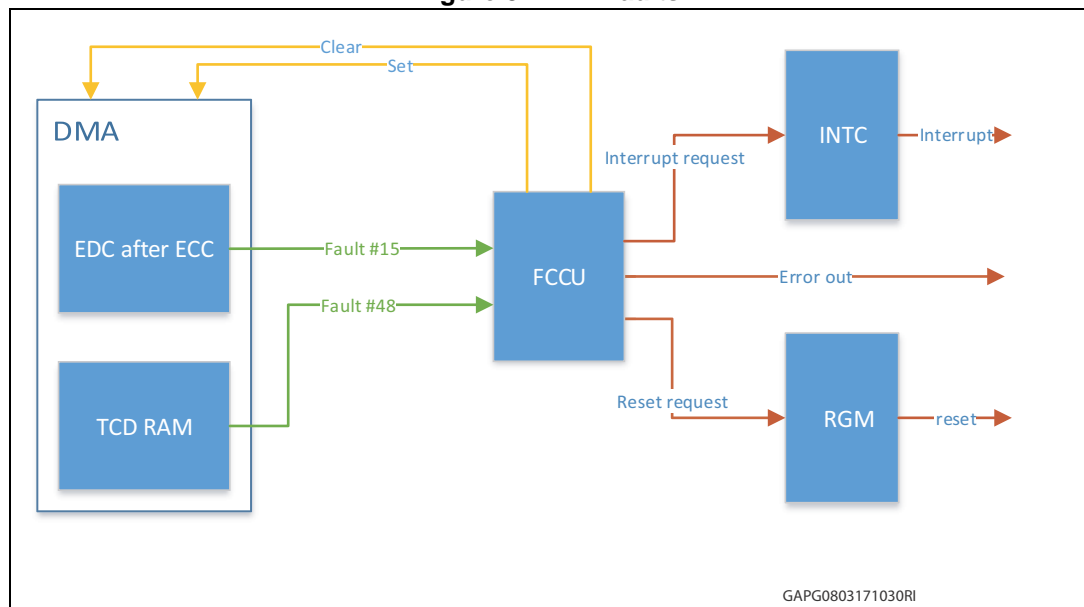 Clear
Set
DMA
INTC
Interrupt
Interrupt request
EDC after ECC
Fault #15
FCCU
Error out
Fault #48
TCD RAM
Reset request
RGM
reset
GAPG0803171030RI